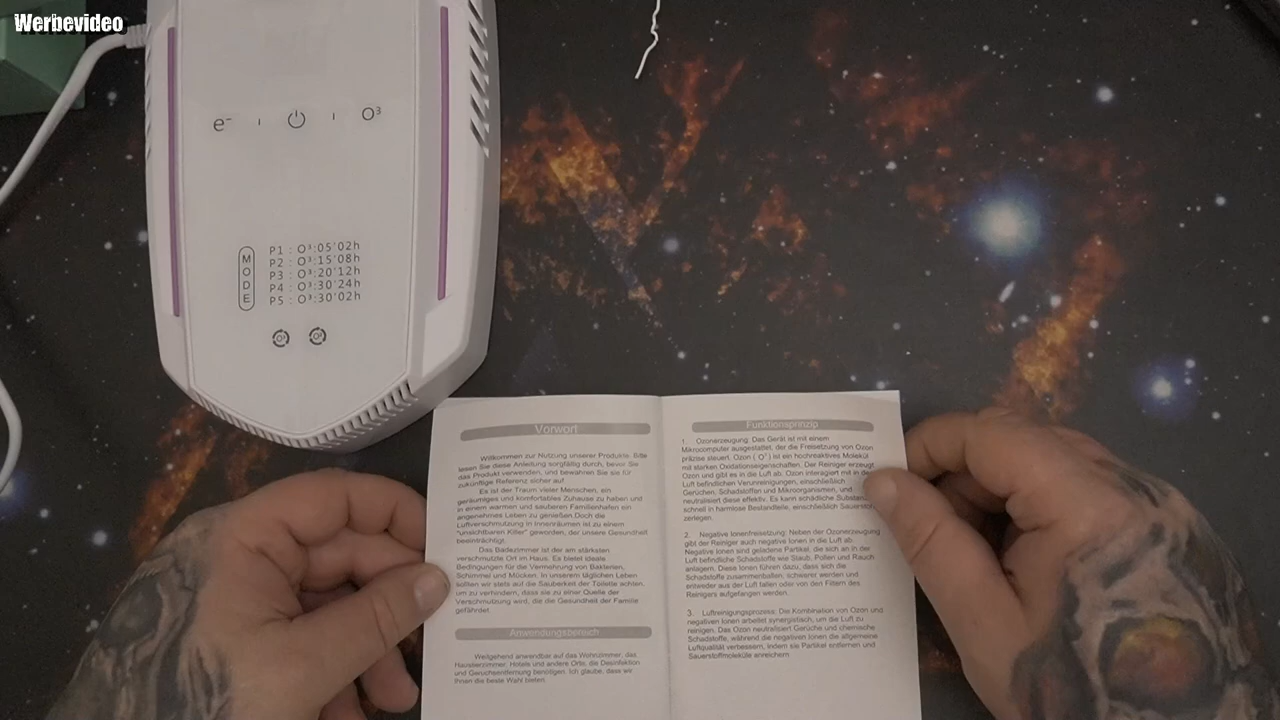 Werbevideo
e⁻ O³
MODE
P1 : O³:05'02h
P2 : O³:15'08h
P3 : O³:20'12h
P4 : O³:30'24h
P5 : O³:30'02h
O³ O³
Vorwort
Willkommen zur Nutzung unserer Produkte. Bitte
lesen Sie diese Anleitung sorgfältig durch, bevor Sie
das Produkt verwenden, und bewahren Sie sie für
zukünftige Referenz sicher auf
Es ist der Traum vieler Menschen, ein
geräumiges und komfortables Zuhause zu haben und
in einem warmen und sauberen Familienhafen ein
angenehmes Leben zu genießen.Doch die
Luftverschmutzung in Innenräumen ist zu einem
"unsichtbaren Killer" geworden, der unsere Gesundheit
beeinträchtigt.
Das Badezimmer ist der am stärksten
verschmutzte Ort im Haus. Es bietet ideale
Bedingungen für die Vermehrung von Bakterien,
Schimmel und Mücken. In unserem täglichen Leben
sollten wir stets auf die Sauberkeit der Toilette achten,
um zu verhindern, dass sie zu einer Quelle der
Verschmutzung wird, die die Gesundheit der Familie
gefährdet.
Anwendungsbereich
Weitgehend anwendbar auf das Wohnzimmer, das
Haustierzimmer, Hotels und andere Orte, die Desinfektion
und Geruchsentfernung benötigen. Ich glaube, dass wir
Ihnen die beste Wahl bieten.
Funktionsprinzip
1. Ozonerzeugung: Das Gerät ist mit einem
Mikrocomputer ausgestattet, der die Freisetzung von Ozon
präzise steuert. Ozon ( O³ ) ist ein hochreaktives Molekül
mit starken Oxidationseigenschaften. Der Reiniger erzeugt
Ozon und gibt es in die Luft ab. Ozon interagiert mit in der
Luft befindlichen Verunreinigungen, einschließlich
Gerüchen, Schadstoffen und Mikroorganismen, und
neutralisiert diese effektiv. Es kann schädliche
schnell in harmlose Bestandteile, einschließlich
zerlegen.
2. Negative Ionenfreisetzung: Neben der Ozonerzeugung
gibt der Reiniger auch negative Ionen in die Luft ab.
Negative Ionen sind geladene Partikel, die sich an in der
Luft befindliche Schadstoffe wie Staub, Pollen und Rauch
anlagern. Diese Ionen führen dazu, dass sich die
Schadstoffe zusammenballen, schwerer werden und
entweder aus der Luft fallen oder von den Filtern des
Reinigers aufgefangen werden.
3. Luftreinigungsprozess: Die Kombination von Ozon und
negativen Ionen arbeitet synergistisch, um die Luft zu
reinigen. Das Ozon neutralisiert Gerüche und chemische
Schadstoffe, während die negativen Ionen die allgemeine
Luftqualität verbessern, indem sie Partikel entfernen und
Sauerstoffmoleküle anreichern.